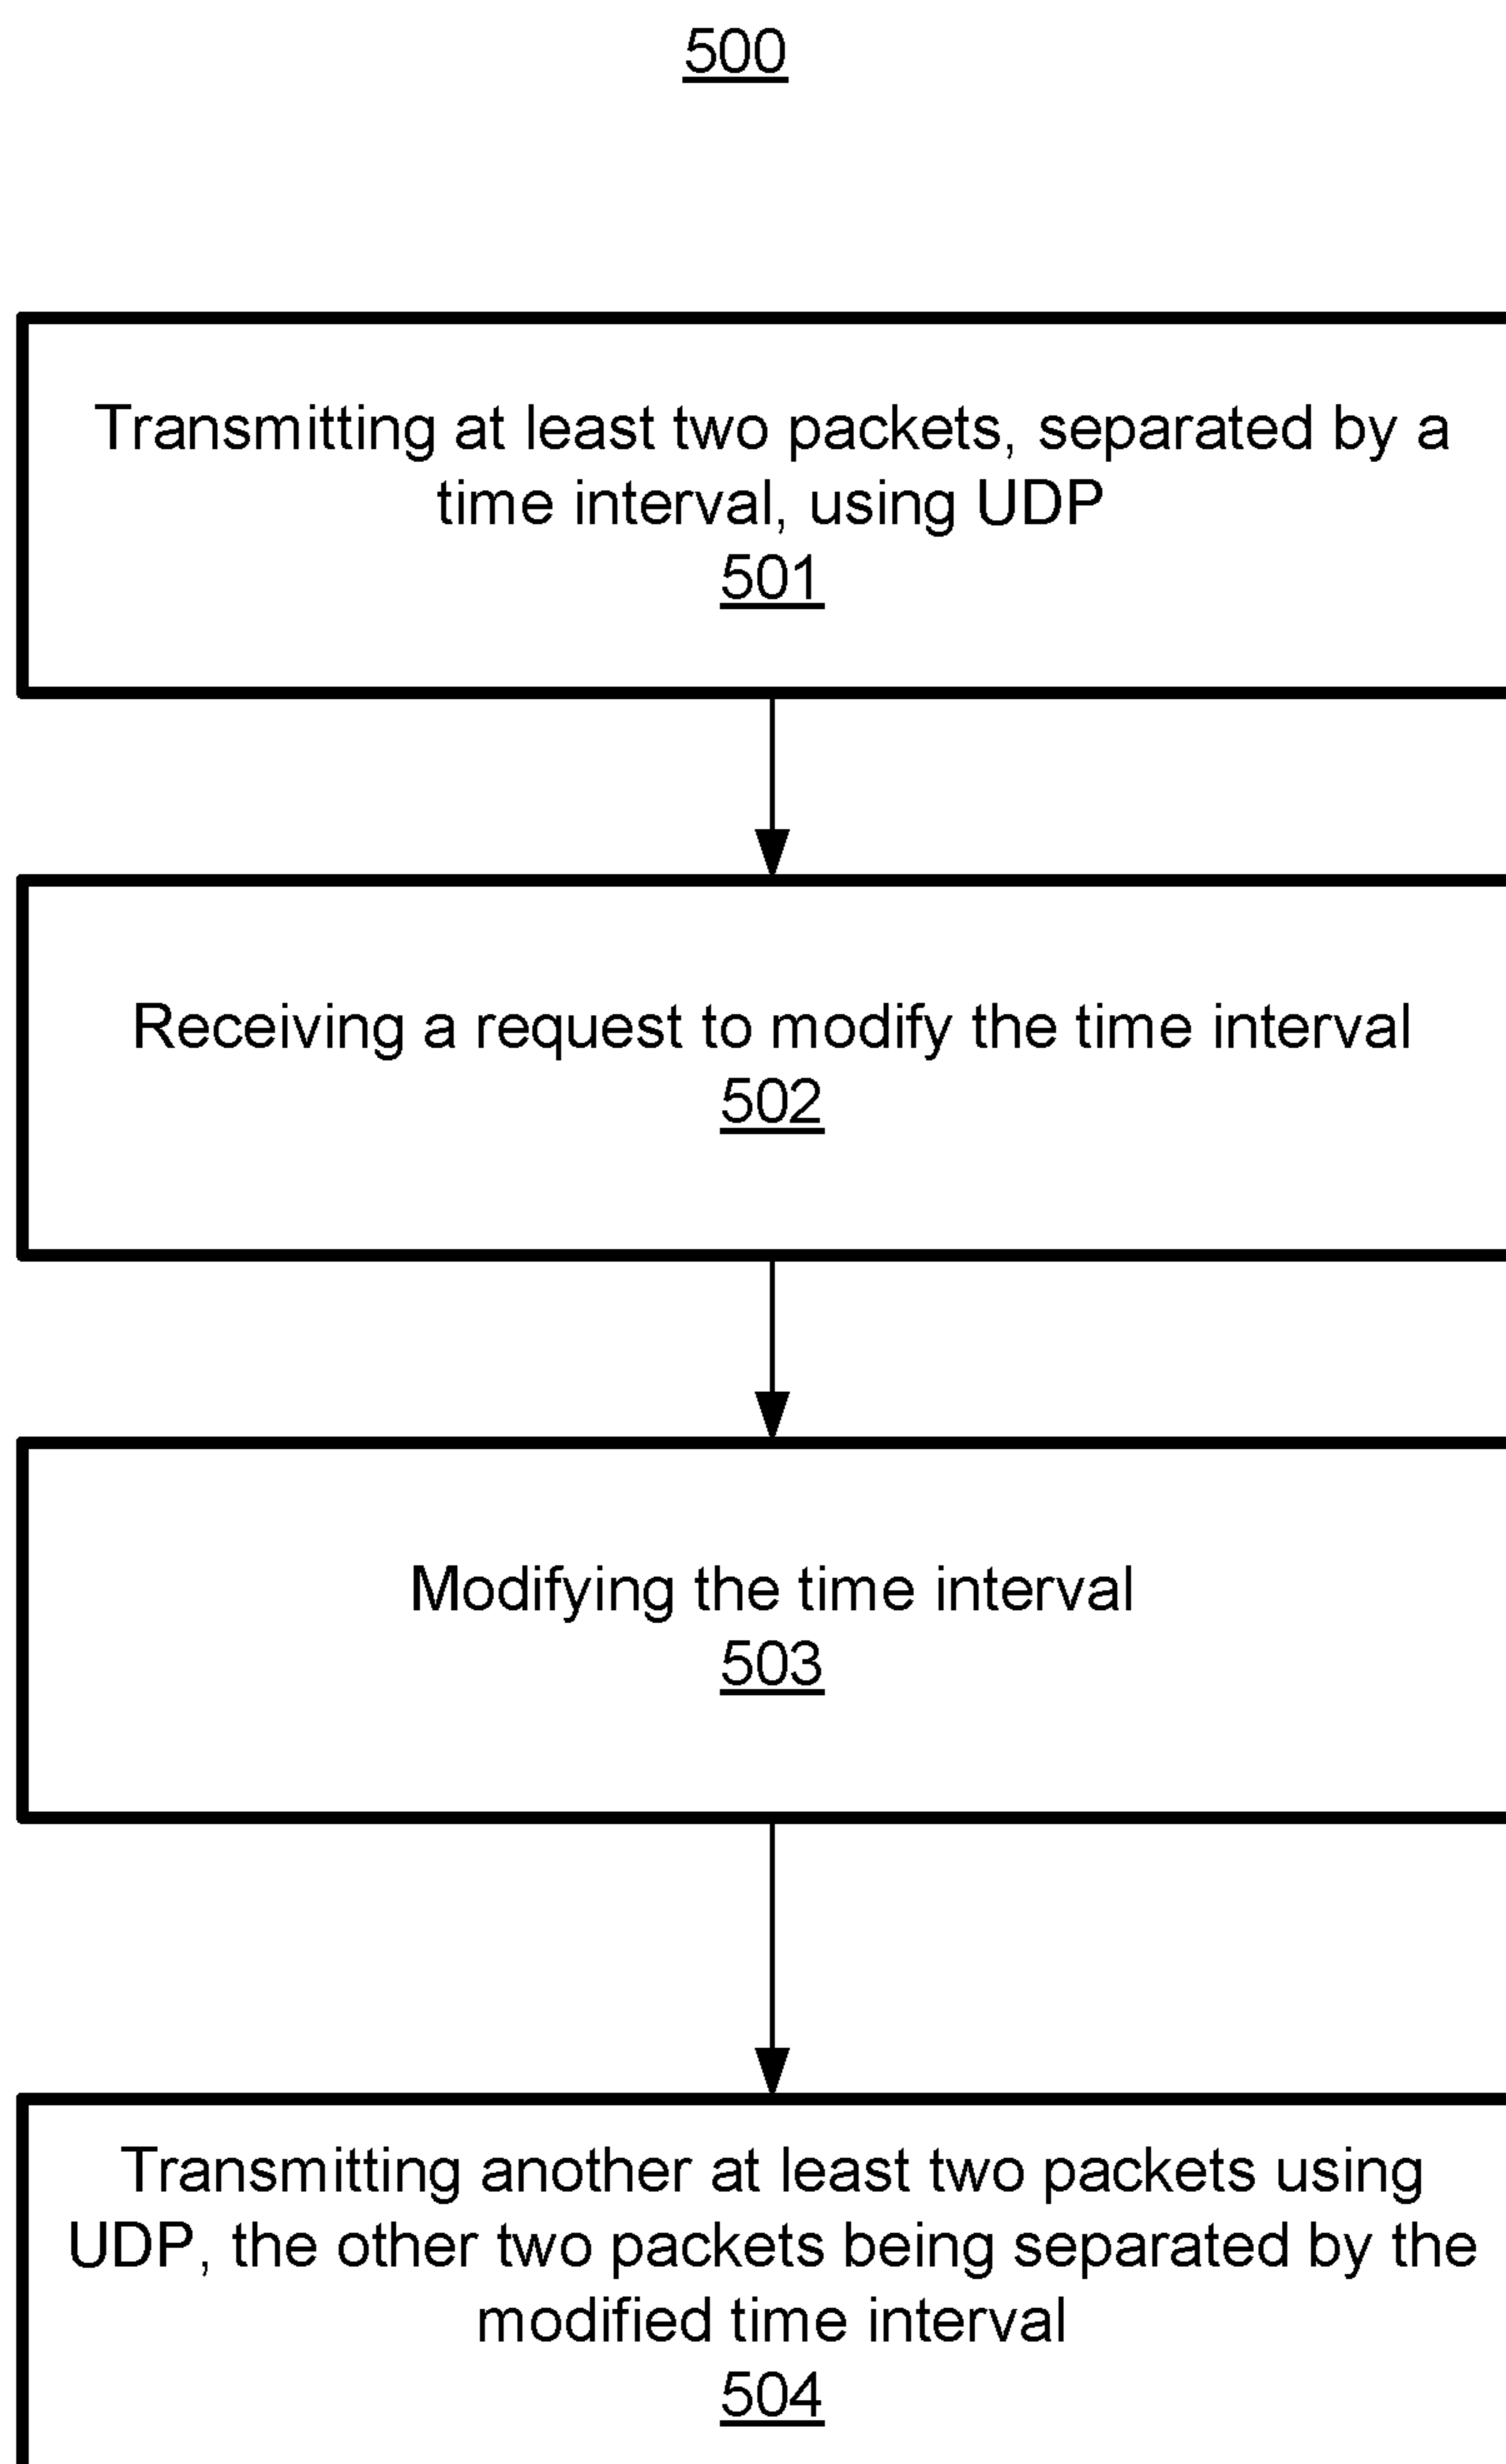 500
Transmitting at least two packets, separated by a
time interval, using UDP
501
Receiving a request to modify the time interval
502
Modifying the time interval
503
Transmitting another at least two packets using
UDP, the other two packets being separated by the
modified time interval
504